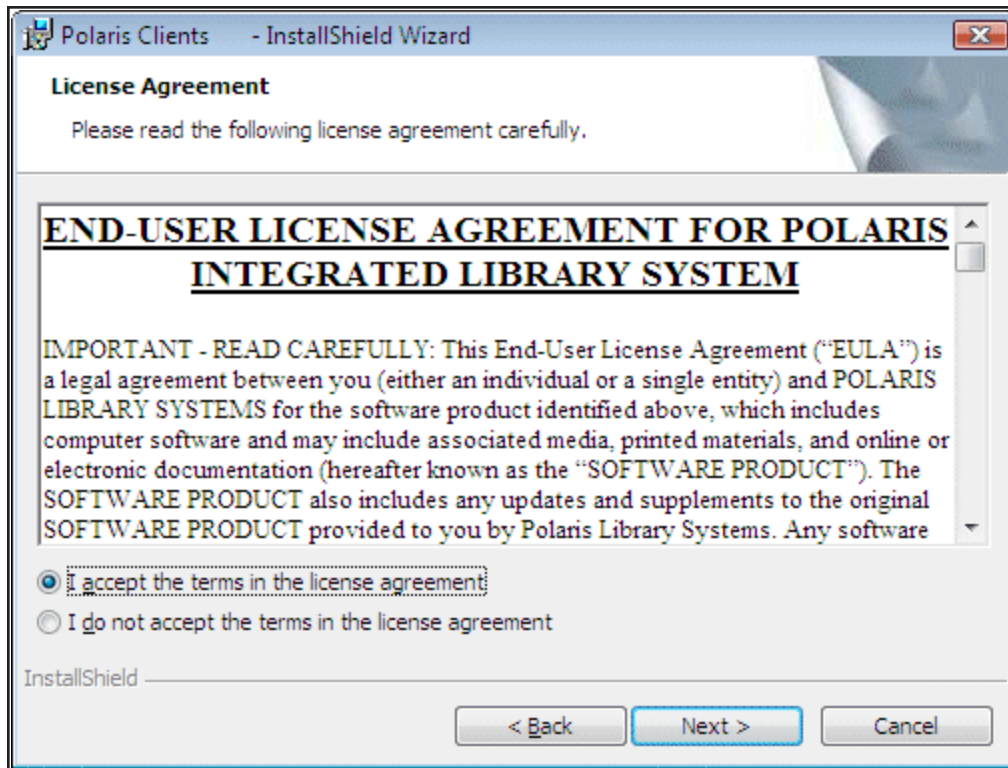 Polaris Clients - InstallShield Wizard
License Agreement
Please read the following license agreement carefully.
END-USER LICENSE AGREEMENT FOR POLARIS
INTEGRATED LIBRARY SYSTEM
IMPORTANT - READ CAREFULLY: This End-User License Agreement (“EULA”) is
a legal agreement between you (either an individual or a single entity) and POLARIS
LIBRARY SYSTEMS for the software product identified above, which includes
computer software and may include associated media, printed materials, and online or
electronic documentation (hereafter known as the “SOFTWARE PRODUCT”). The
SOFTWARE PRODUCT also includes any updates and supplements to the original
SOFTWARE PRODUCT provided to you by Polaris Library Systems. Any software
I accept the terms in the license agreement
I do not accept the terms in the license agreement
InstallShield
< Back Next > Cancel